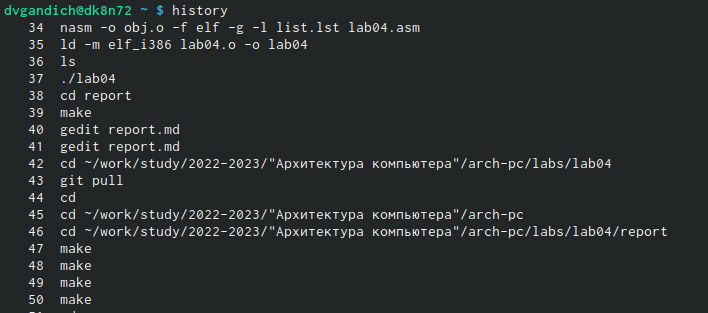 dvgandich@dk8n72 ~ $ history
34 nasm -o obj.o -f elf -g -l list.lst lab04.asm
35 ld -m elf_i386 lab04.o -o lab04
36 ls
37 ./lab04
38 cd report
39 make
40 gedit report.md
41 gedit report.md
42 cd ~/work/study/2022-2023/"Архитектура компьютера"/arch-pc/labs/lab04
43 git pull
44 cd
45 cd ~/work/study/2022-2023/"Архитектура компьютера"/arch-pc
46 cd ~/work/study/2022-2023/"Архитектура компьютера"/arch-pc/labs/lab04/report
47 make
48 make
49 make
50 make